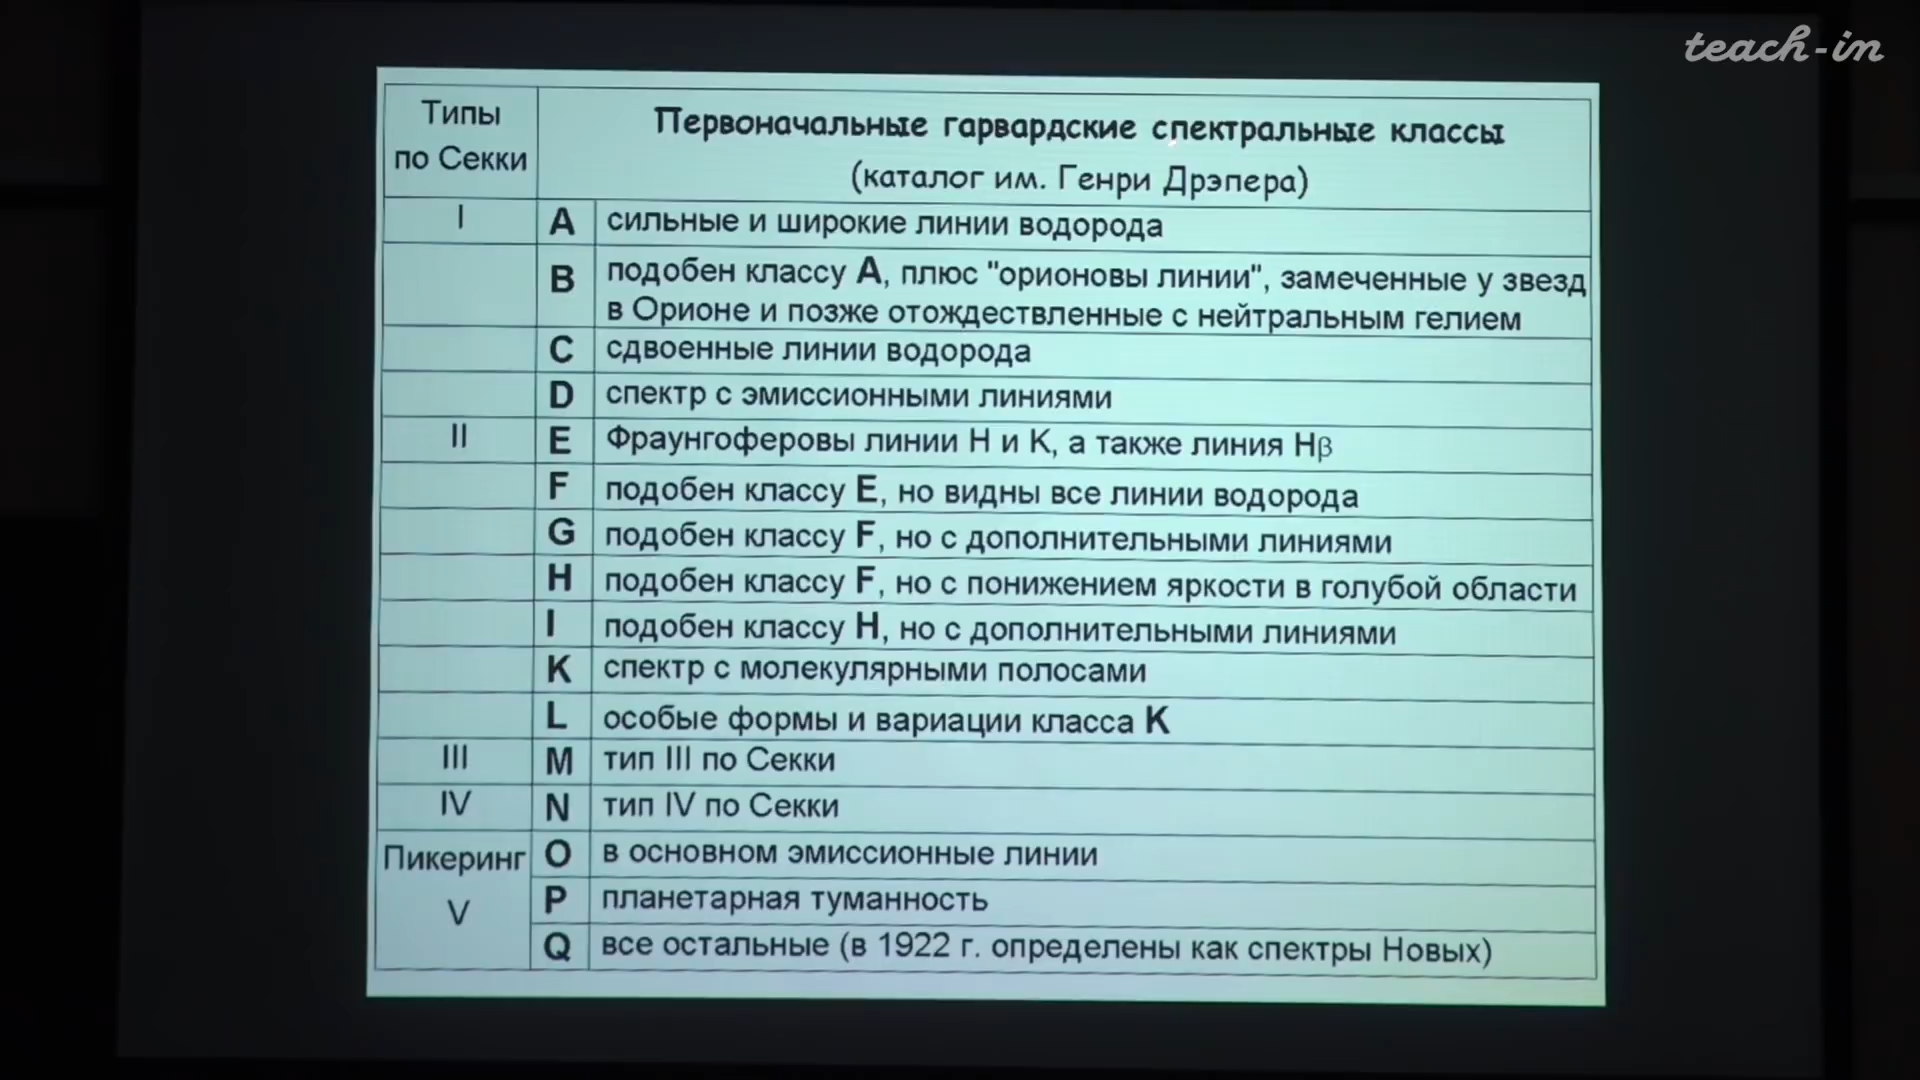 teach-in
Типы
по Секки
Первоначальные гарвардские спектральные классы
(каталог им. Генри Дрэпера)
I A сильные и широкие линии водорода
B подобен классу A, плюс "орионовы линии", замеченные у звезд
в Орионе и позже отождествленные с нейтральным гелием
C сдвоенные линии водорода
D спектр с эмиссионными линиями
II E Фраунгоферовы линии H и K, а также линия Hβ
F подобен классу E, но видны все линии водорода
G подобен классу F, но с дополнительными линиями
H подобен классу F, но с понижением яркости в голубой области
I подобен классу H, но с дополнительными линиями
K спектр с молекулярными полосами
L особые формы и вариации класса K
III M тип III по Секки
IV N тип IV по Секки
Пикеринг
V
O в основном эмиссионные линии
P планетарная туманность
Q все остальные (в 1922 г. определены как спектры Новых)